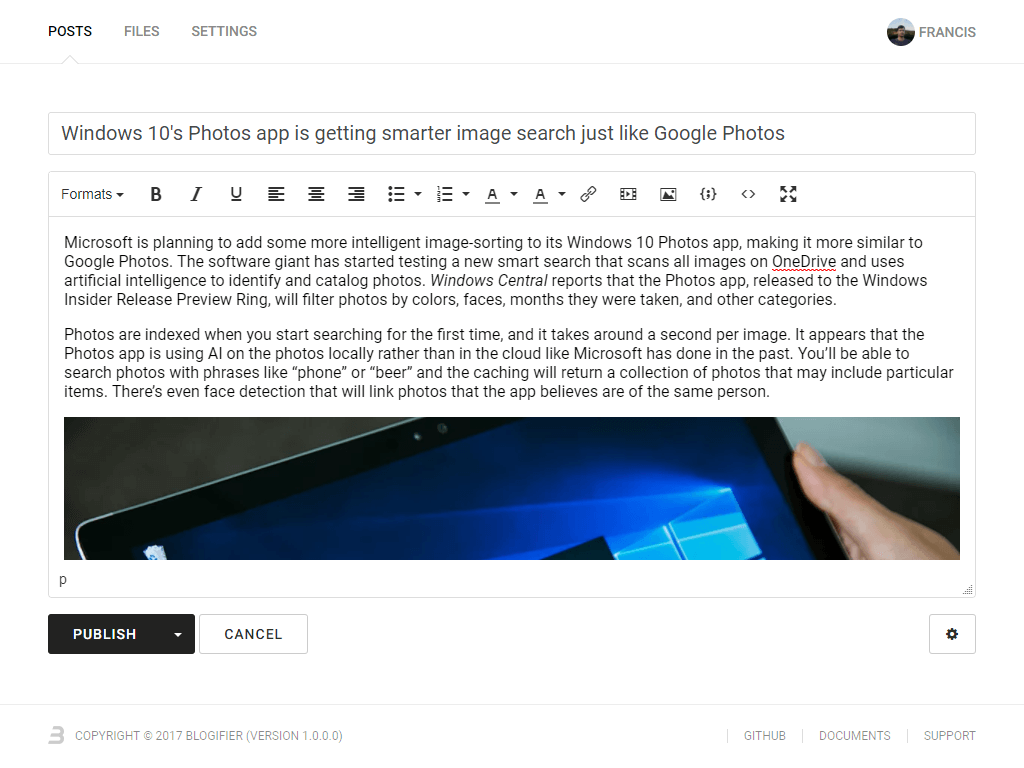 POSTS FILES SETTINGS FRANCIS
Windows 10's Photos app is getting smarter image search just like Google Photos
Formats B I U A A
Microsoft is planning to add some more intelligent image-sorting to its Windows 10 Photos app, making it more similar to
Google Photos. The software giant has started testing a new smart search that scans all images on OneDrive and uses
artificial intelligence to identify and catalog photos. Windows Central reports that the Photos app, released to the Windows
Insider Release Preview Ring, will filter photos by colors, faces, months they were taken, and other categories.
Photos are indexed when you start searching for the first time, and it takes around a second per image. It appears that the
Photos app is using AI on the photos locally rather than in the cloud like Microsoft has done in the past. You’ll be able to
search photos with phrases like “phone” or “beer” and the caching will return a collection of photos that may include particular
items. There’s even face detection that will link photos that the app believes are of the same person.
p
PUBLISH CANCEL
COPYRIGHT © 2017 BLOGIFIER (VERSION 1.0.0.0) GITHUB DOCUMENTS SUPPORT